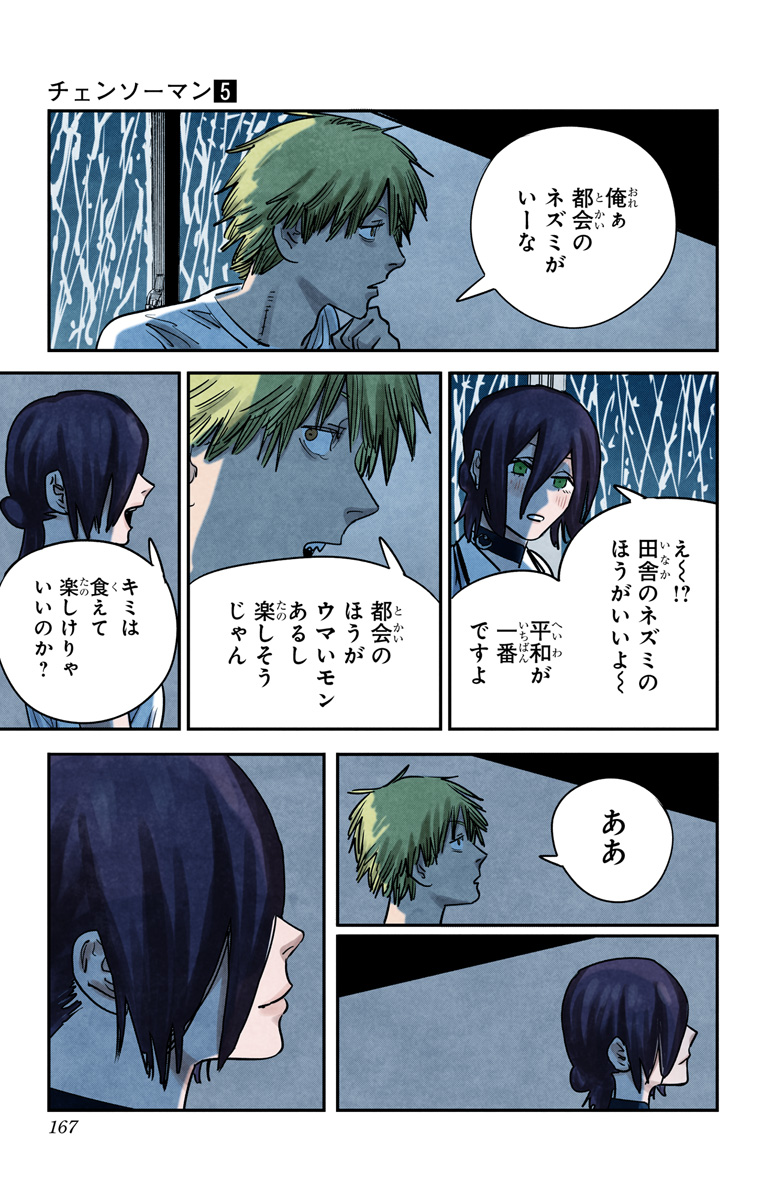 チェンソーマン5
俺ぁ
都会の
ネズミが
いーな
え〜!?
田舎のネズミの
ほうがいいよ〜
平和が
一番
ですよ
都会の
ほうが
ウマいモン
あるし
楽しそう
じゃん
キミは
食えて
楽しけりゃ
いいのか？
ああ
167